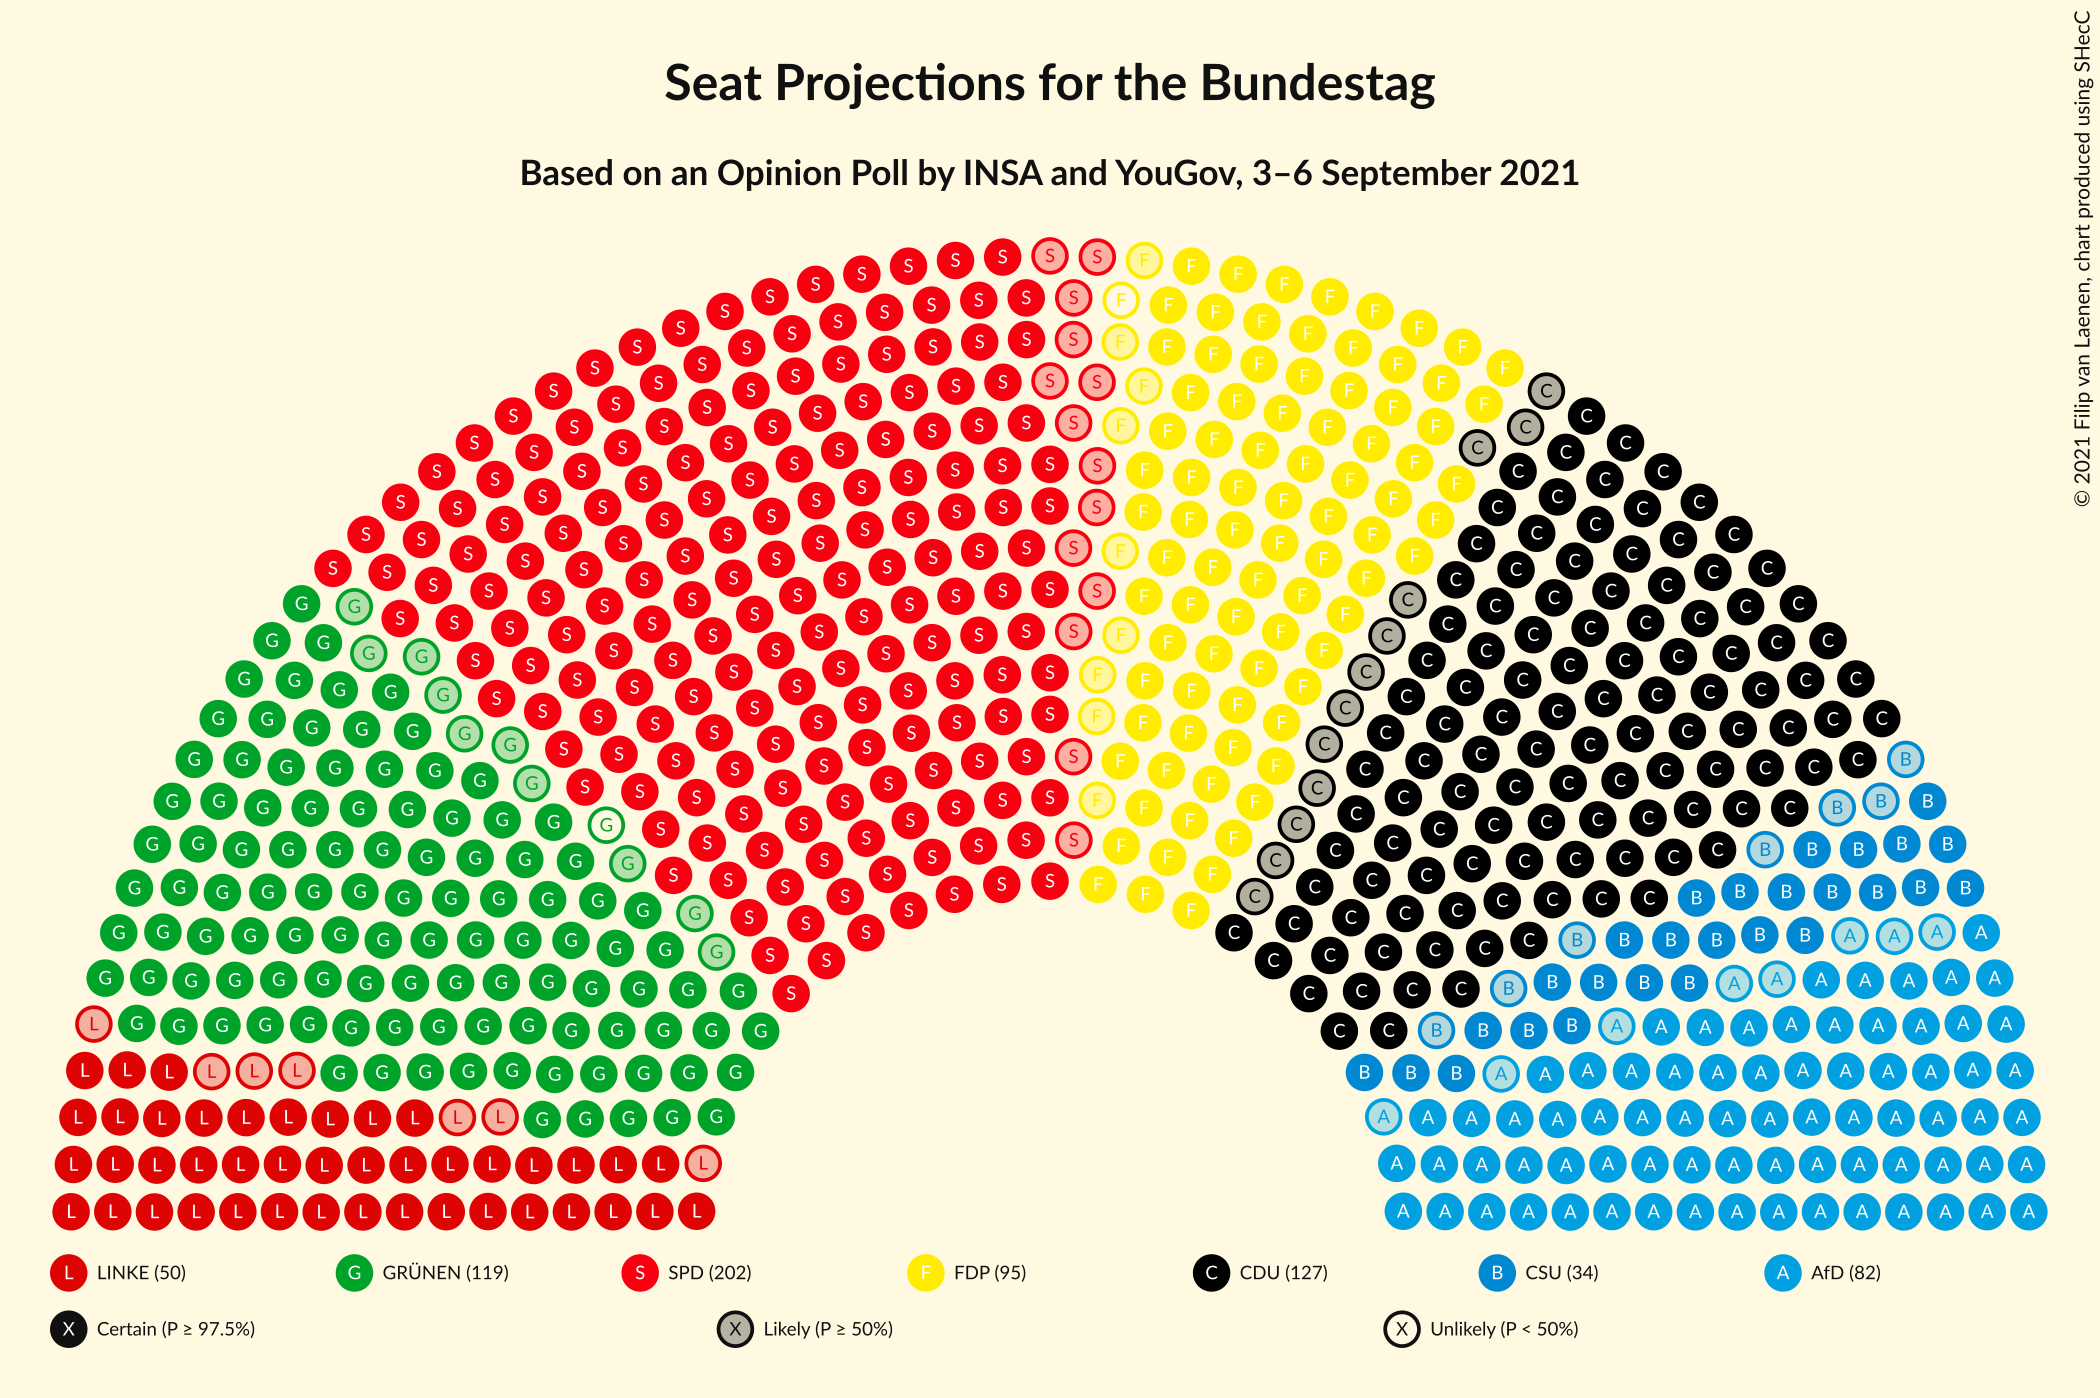 Seat Projections for the Bundestag
Based on an Opinion Poll by INSA and YouGov, 3–6 September 2021
© 2021 Filip van Laenen, chart produced using SHecC
L LINKE (50)
G GRÜNEN (119)
S SPD (202)
F FDP (95)
C CDU (127)
B CSU (34)
A AfD (82)
X Certain (P ≥ 97.5%)
X Likely (P ≥ 50%)
X Unlikely (P < 50%)